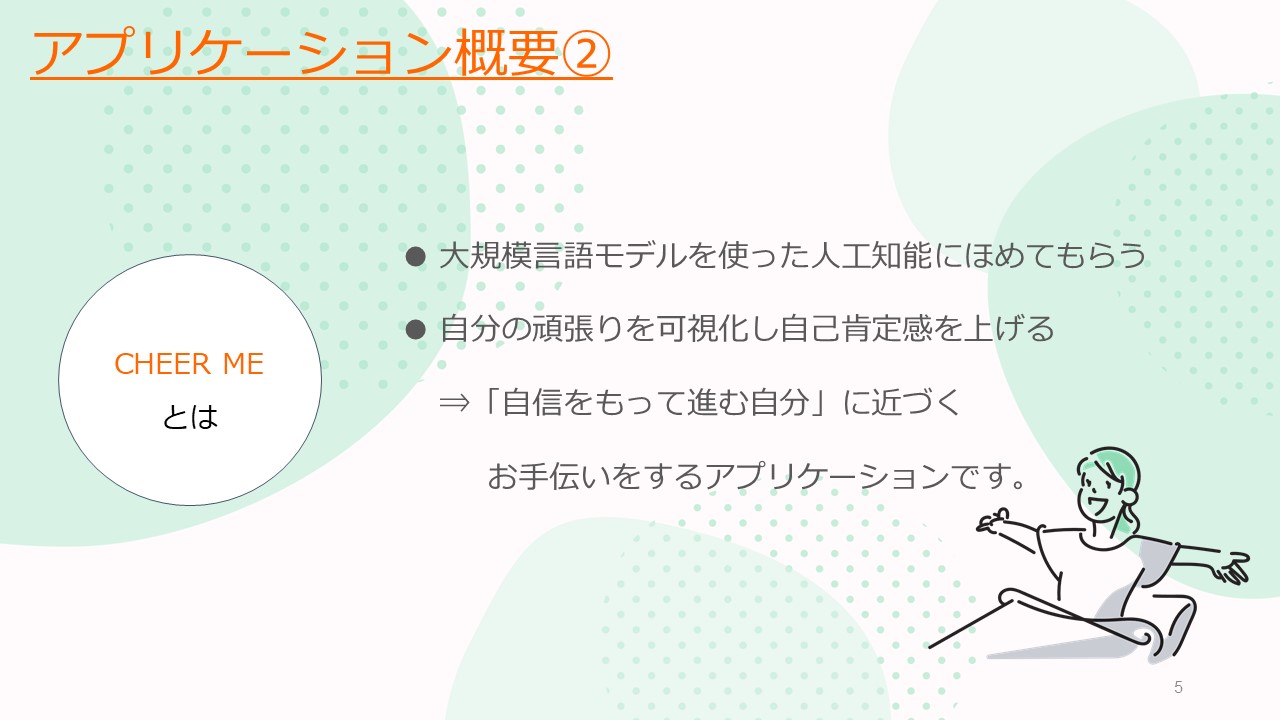 アプリケーション概要②
CHEER ME
とは
● 大規模言語モデルを使った人工知能にほめてもらう
● 自分の頑張りを可視化し自己肯定感を上げる
⇒「自信をもって進む自分」に近づく
お手伝いをするアプリケーションです。
5